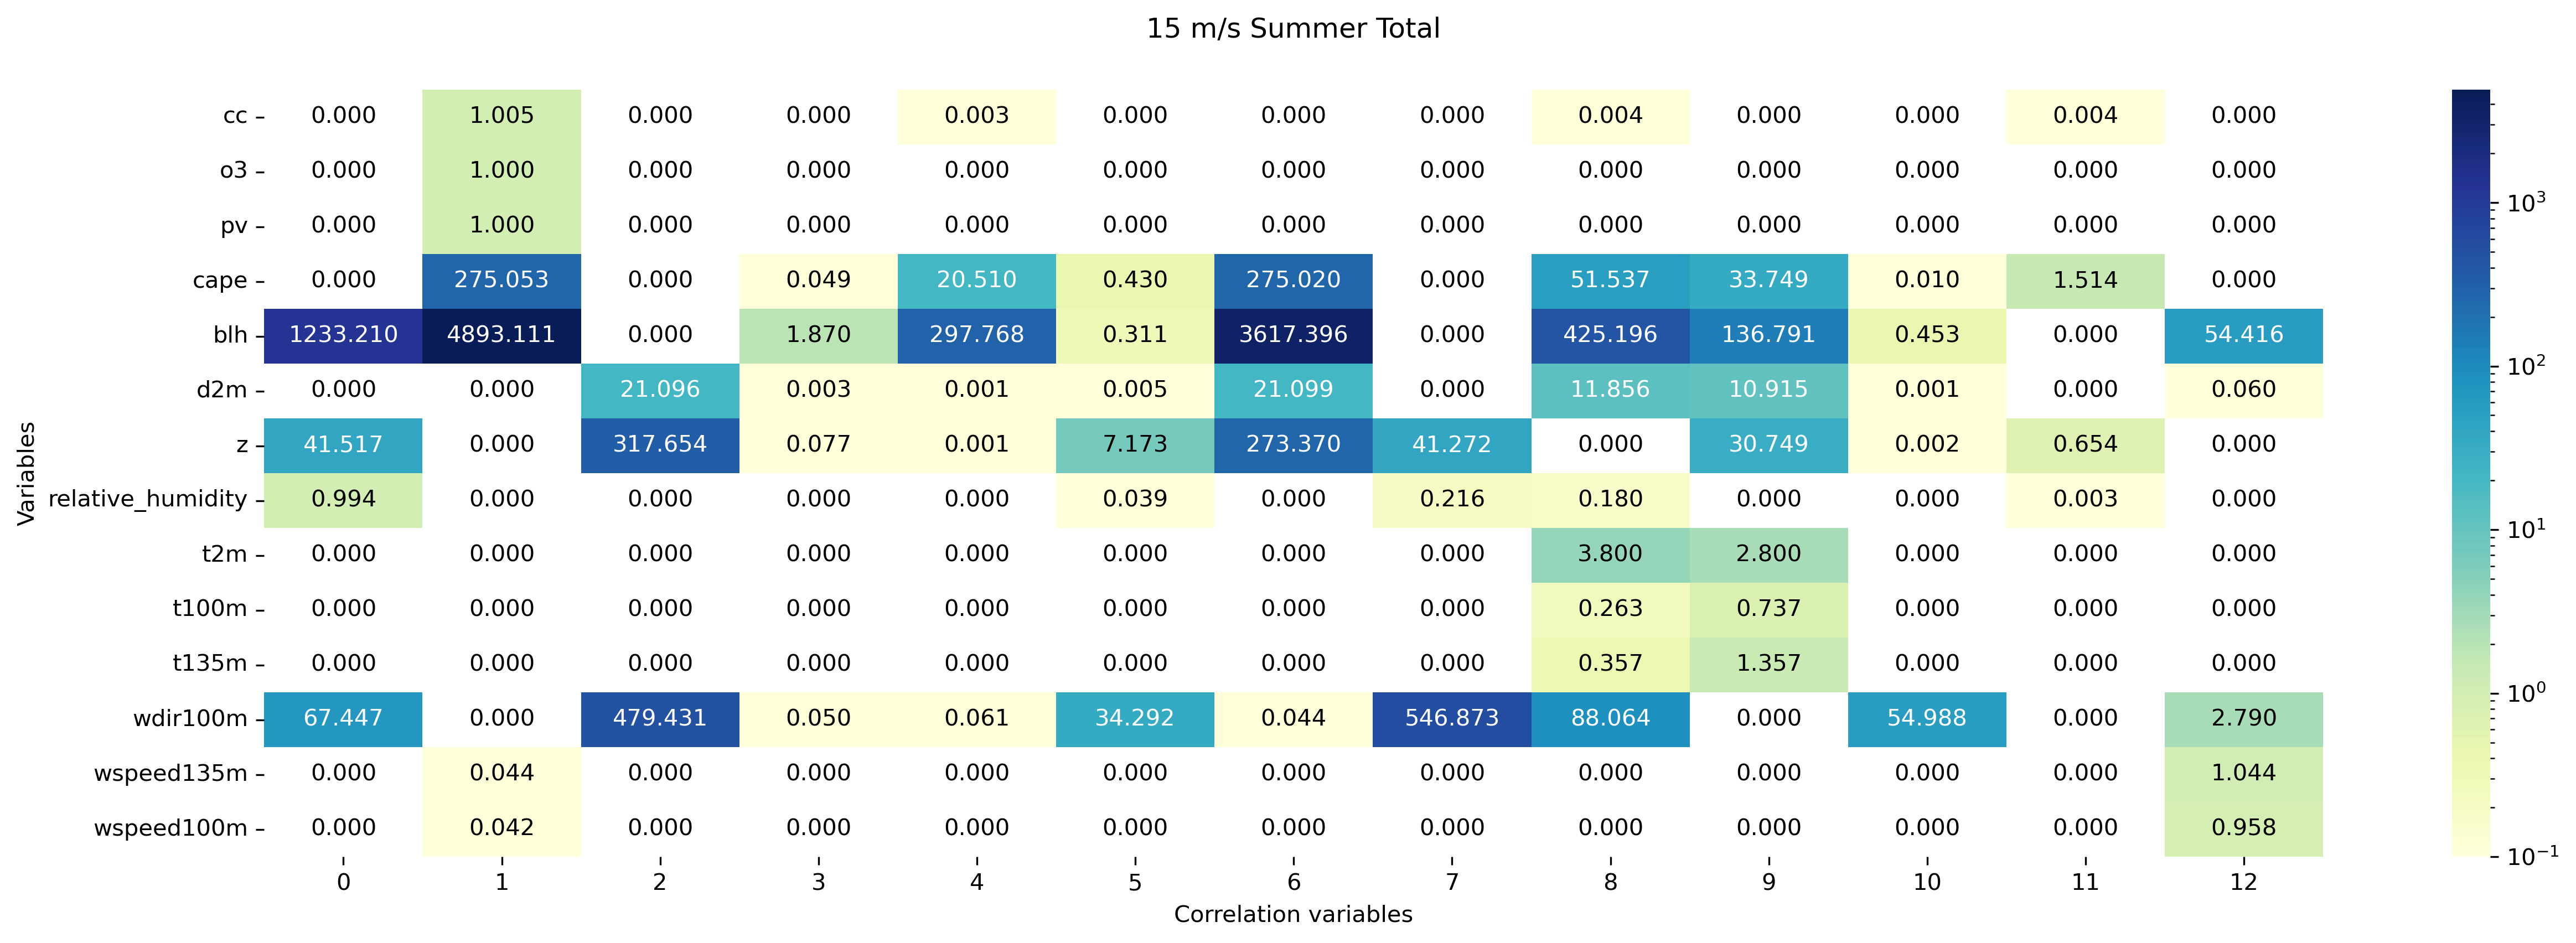 15 m/s Summer Total
cc 0.000 1.005 0.000 0.000 0.003 0.000 0.000 0.000 0.004 0.000 0.000 0.004 0.000
o3 0.000 1.000 0.000 0.000 0.000 0.000 0.000 0.000 0.000 0.000 0.000 0.000 0.000
pv 0.000 1.000 0.000 0.000 0.000 0.000 0.000 0.000 0.000 0.000 0.000 0.000 0.000
10³
cape 0.000 275.053 0.000 0.049 20.510 0.430 275.020 0.000 51.537 33.749 0.010 1.514 0.000
blh 1233.210 4893.111 0.000 1.870 297.768 0.311 3617.396 0.000 425.196 136.791 0.453 0.000 54.416
10²
d2m 0.000 0.000 21.096 0.003 0.001 0.005 21.099 0.000 11.856 10.915 0.001 0.000 0.060
z 41.517 0.000 317.654 0.077 0.001 7.173 273.370 41.272 0.000 30.749 0.002 0.654 0.000
Variables
relative_humidity 0.994 0.000 0.000 0.000 0.000 0.039 0.000 0.216 0.180 0.000 0.000 0.003 0.000
10¹
t2m 0.000 0.000 0.000 0.000 0.000 0.000 0.000 0.000 3.800 2.800 0.000 0.000 0.000
t100m 0.000 0.000 0.000 0.000 0.000 0.000 0.000 0.000 0.263 0.737 0.000 0.000 0.000
t135m 0.000 0.000 0.000 0.000 0.000 0.000 0.000 0.000 0.357 1.357 0.000 0.000 0.000
10⁰
wdir100m 67.447 0.000 479.431 0.050 0.061 34.292 0.044 546.873 88.064 0.000 54.988 0.000 2.790
wspeed135m 0.000 0.044 0.000 0.000 0.000 0.000 0.000 0.000 0.000 0.000 0.000 0.000 1.044
wspeed100m 0.000 0.042 0.000 0.000 0.000 0.000 0.000 0.000 0.000 0.000 0.000 0.000 0.958
10⁻¹
0 1 2 3 4 5 6 7 8 9 10 11 12
Correlation variables